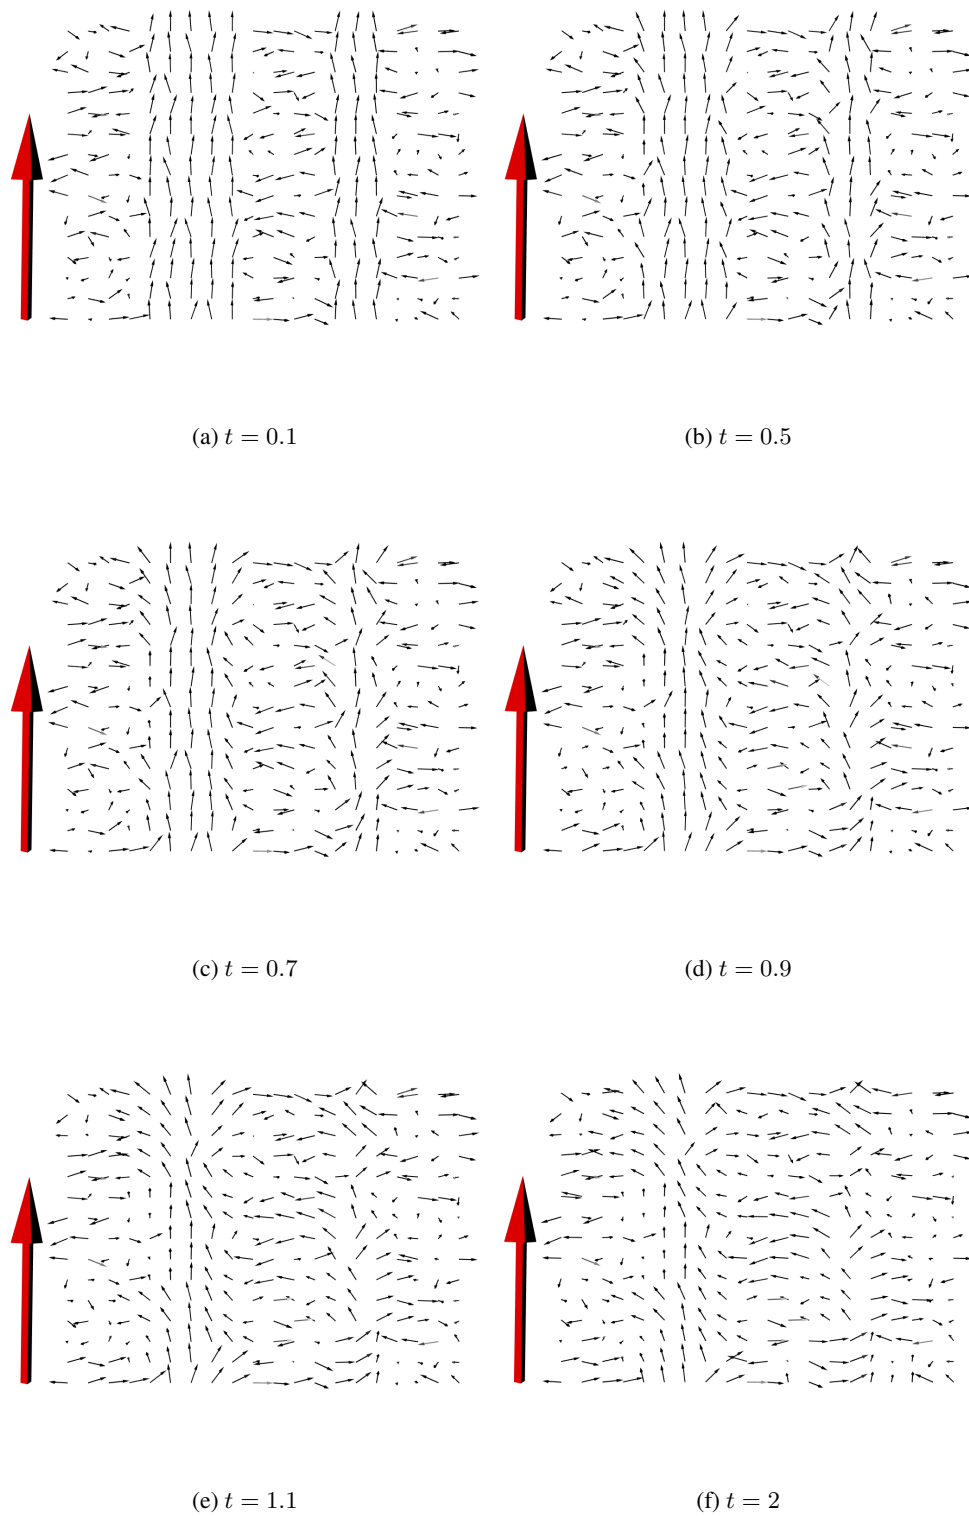 (a) t = 0.1
(b) t = 0.5
(c) t = 0.7
(d) t = 0.9
(e) t = 1.1
(f) t = 2